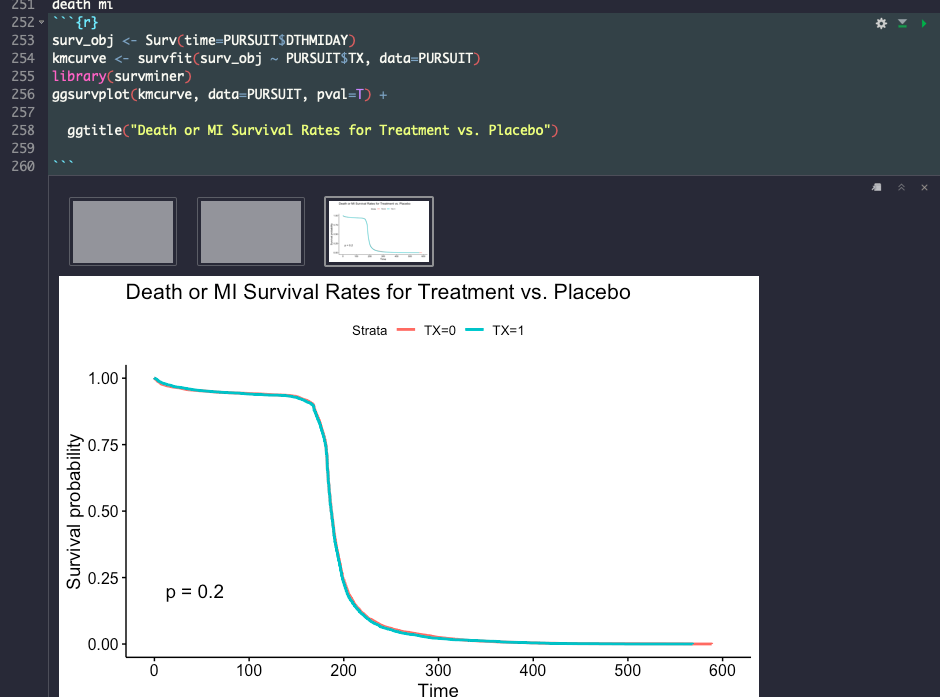 251 death mi
252 ```{r}
253 surv_obj <- Surv(time=PURSUIT$DTHMIDAY)
254 kmcurve <- survfit(surv_obj ~ PURSUIT$TX, data=PURSUIT)
255 library(survminer)
256 ggsurvplot(kmcurve, data=PURSUIT, pval=T) +
257
258 ggtitle("Death or MI Survival Rates for Treatment vs. Placebo")
259
260 ```
Death or MI Survival Rates for Treatment vs. Placebo
Strata TX=0 TX=1
1.00
0.75
0.50
0.25
0.00
Survival probability
p = 0.2
0 100 200 300 400 500 600
Time